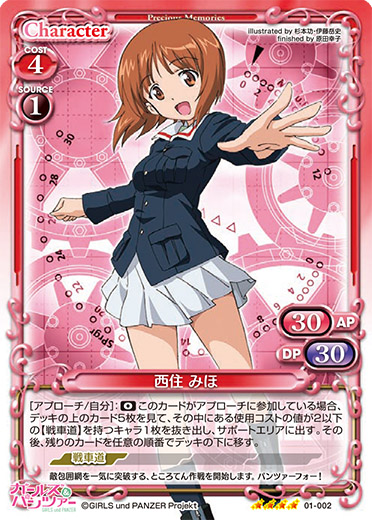 Precious Memories
Character
illustrated by 杉本功・伊藤岳史
finished by 原田幸子
COST
4
SOURCE
1
30 AP
DP 30
西住 みほ
[アプローチ/自分]:このカードがアプローチに参加している場合、
デッキの上のカード5枚を見て、その中にある使用コストの値が2以下
の【戦車道】を持つキャラ1枚を抜き出し、サポートエリアに出す。その
後、残りのカードを任意の順番でデッキの下に移す。
戦車道
敵包囲網を一気に突破する、ところてん作戦を開始します。パンツァーフォー!
ガールズ&パンツァー
GIRLS und PANZER
©GIRLS und PANZER Projekt
01-002